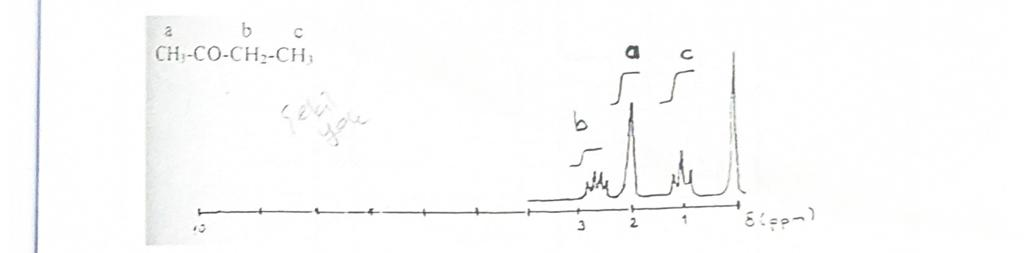 a b c
CH₃-CO-CH₂-CH₃
a c
b
10 3 2 1 δ(ppm)